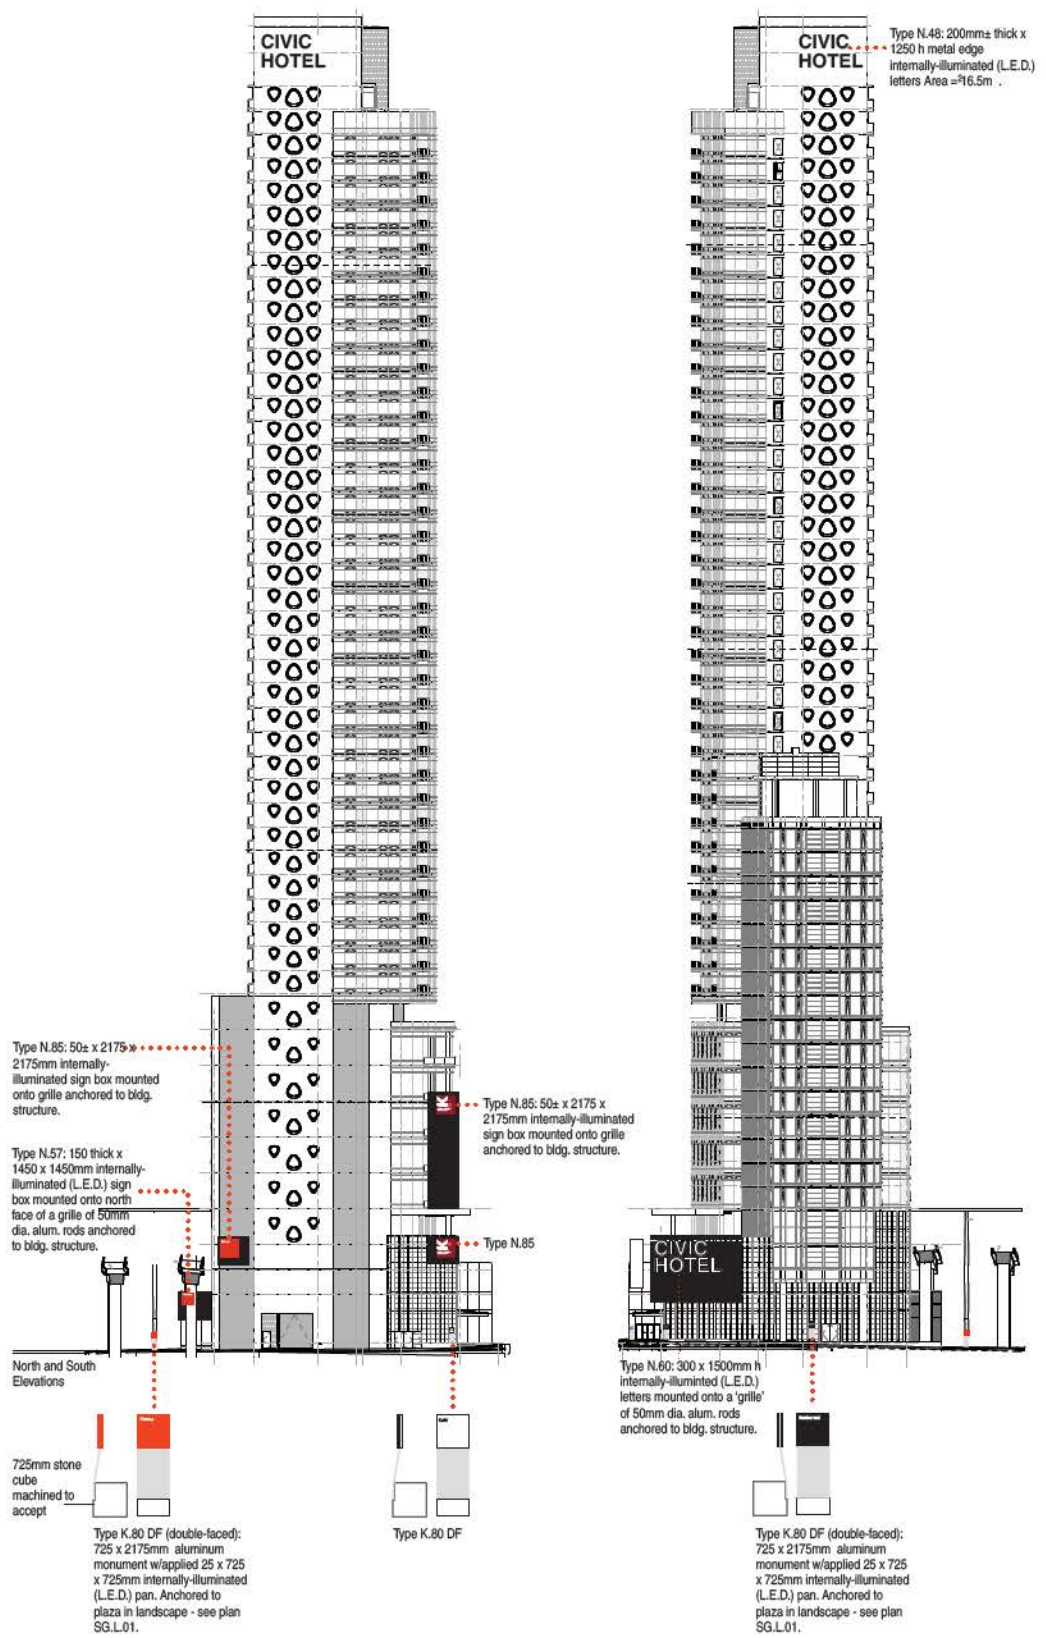 CIVIC
HOTEL
CIVIC
HOTEL
Type N.48: 200mm± thick x
1250 h metal edge
internally-illuminated (L.E.D.)
letters Area =²16.5m .
Type N.85: 50± x 2175 x
2175mm internally-
illuminated sign box mounted
onto grille anchored to bldg.
structure.
Type N.57: 150 thick x
1450 x 1450mm internally-
illuminated (L.E.D.) sign
box mounted onto north
face of a grille of 50mm
dia. alum. rods anchored
to bldg. structure.
Type N.85: 50± x 2175 x
2175mm internally-illuminated
sign box mounted onto grille
anchored to bldg. structure.
Type N.85
CIVIC
HOTEL
North and South
Elevations
Type N.60: 300 x 1500mm h
internally-illuminted (L.E.D.)
letters mounted onto a 'grille'
of 50mm dia. alum. rods
anchored to bldg. structure.
725mm stone
cube
machined to
accept
Type K.80 DF (double-faced):
725 x 2175mm aluminum
monument w/applied 25 x 725
x 725mm internally-illuminated
(L.E.D.) pan. Anchored to
plaza in landscape - see plan
SG.L.01.
Type K.80 DF
Type K.80 DF (double-faced):
725 x 2175mm aluminum
monument w/applied 25 x 725
x 725mm internally-illuminated
(L.E.D.) pan. Anchored to
plaza in landscape - see plan
SG.L.01.